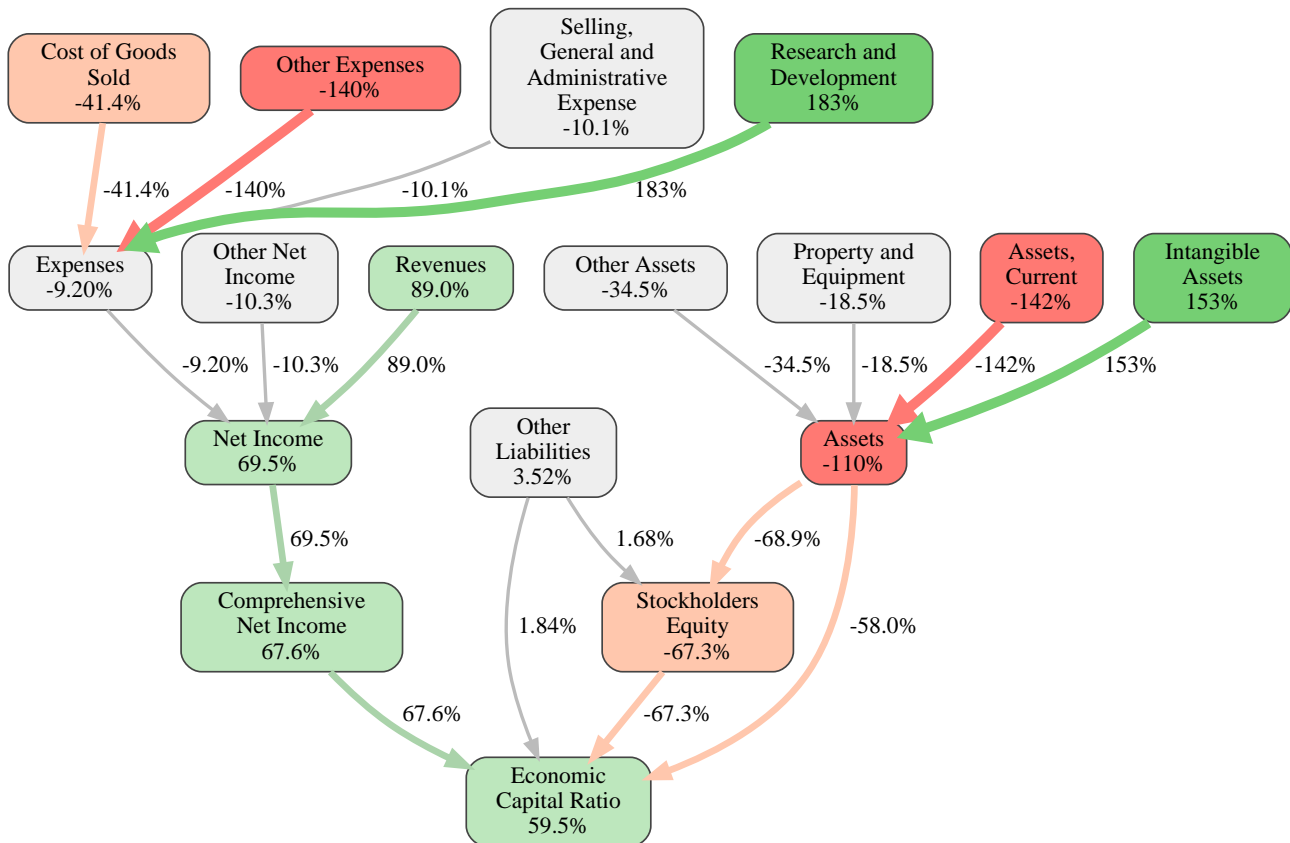 Cost of Goods
Sold
-41.4%
Other Expenses
-140%
Selling,
General and
Administrative
Expense
-10.1%
Research and
Development
183%
-41.4%
-140%
-10.1%
183%
Expenses
-9.20%
Other Net
Income
-10.3%
Revenues
89.0%
Other Assets
-34.5%
Property and
Equipment
-18.5%
Assets,
Current
-142%
Intangible
Assets
153%
-9.20%
-10.3%
89.0%
-34.5%
-18.5%
-142%
153%
Net Income
69.5%
Other
Liabilities
3.52%
Assets
-110%
69.5%
1.68%
-68.9%
Comprehensive
Net Income
67.6%
1.84%
Stockholders
Equity
-67.3%
-58.0%
67.6%
-67.3%
Economic
Capital Ratio
59.5%